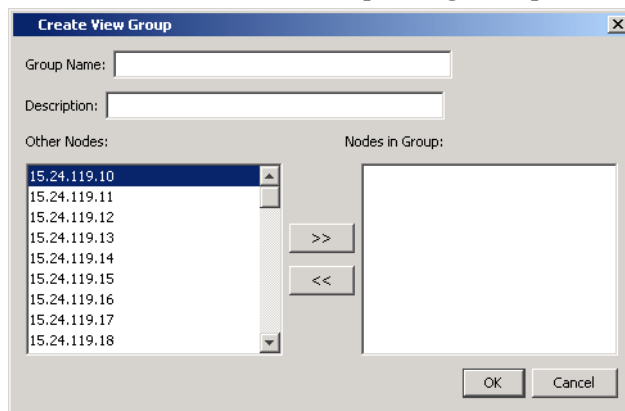 Create View Group
Group Name:
Description:
Other Nodes:
Nodes in Group:
15.24.119.10
15.24.119.11
15.24.119.12
15.24.119.13
15.24.119.14
15.24.119.15
15.24.119.16
15.24.119.17
15.24.119.18
>>
<<
OK
Cancel